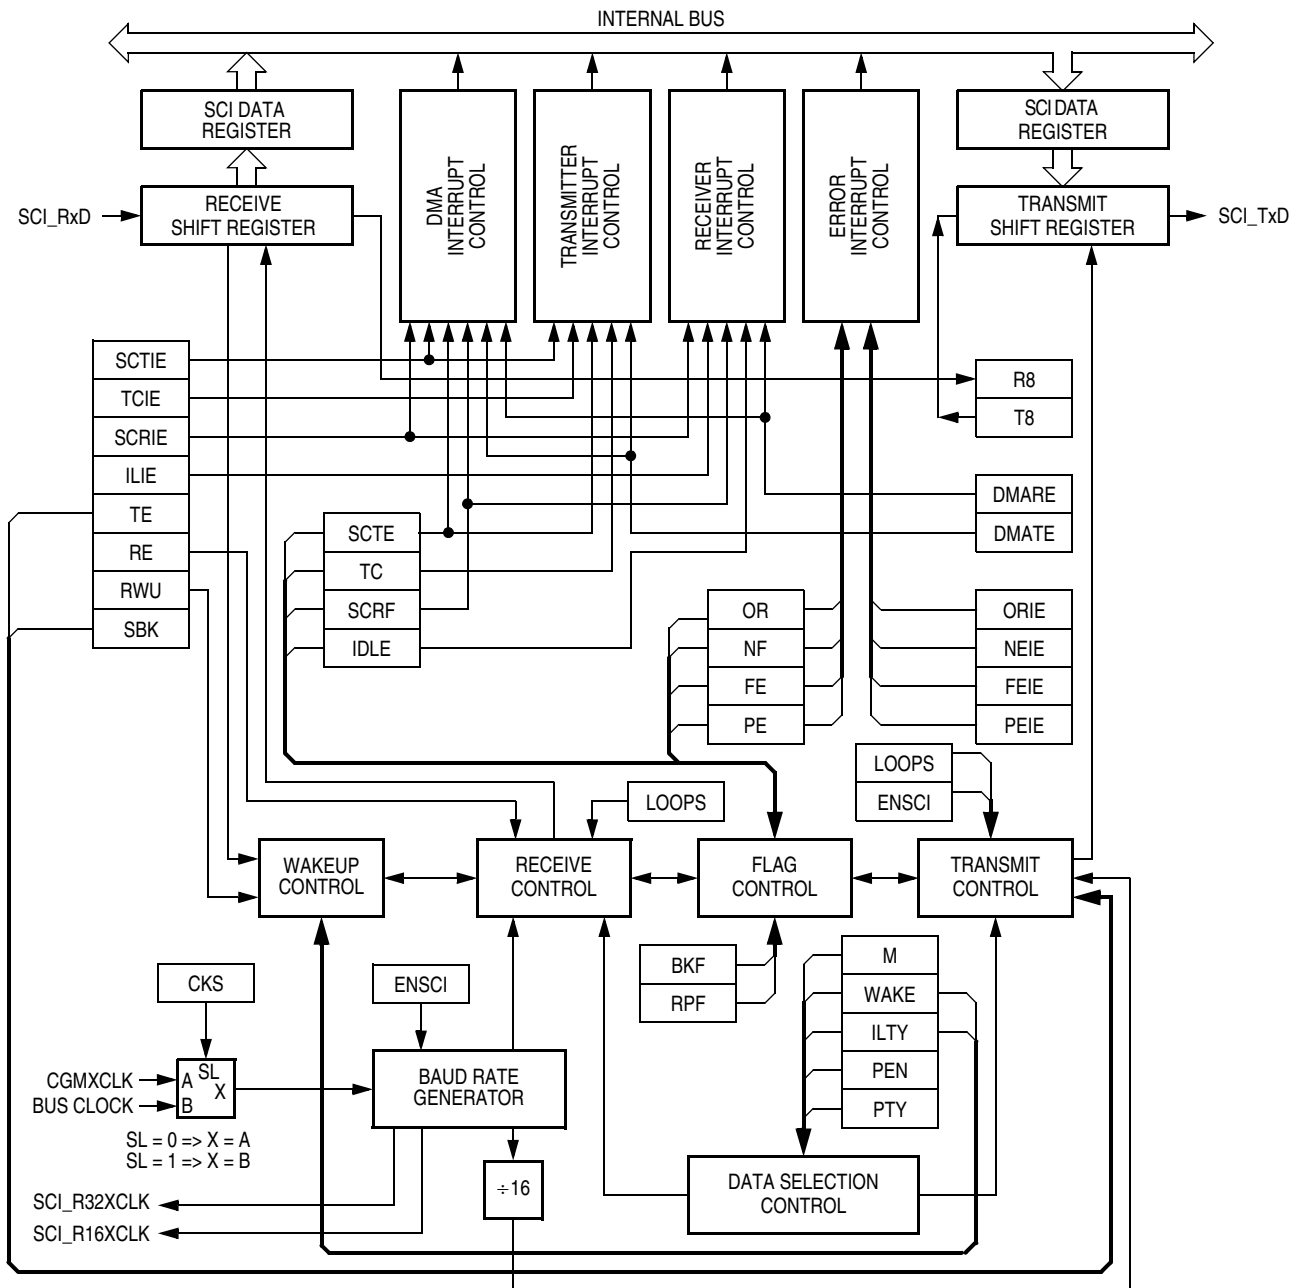 INTERNAL BUS
SCI DATA
REGISTER
DMA
INTERRUPT
CONTROL
TRANSMITTER
INTERRUPT
CONTROL
RECEIVER
INTERRUPT
CONTROL
ERROR
INTERRUPT
CONTROL
SCI DATA
REGISTER
SCI_RxD
RECEIVE
SHIFT REGISTER
TRANSMIT
SHIFT REGISTER
SCI_TxD
SCTIE
TCIE
SCRIE
ILIE
TE
RE
RWU
SBK
R8
T8
DMARE
DMATE
SCTE
TC
SCRF
IDLE
OR
NF
FE
PE
ORIE
NEIE
FEIE
PEIE
LOOPS
ENSCI
LOOPS
WAKEUP
CONTROL
RECEIVE
CONTROL
FLAG
CONTROL
TRANSMIT
CONTROL
BKF
RPF
M
WAKE
ILTY
PEN
PTY
CKS
ENSCI
CGMXCLK
BUS CLOCK
A
SL
X
B
SL = 0 => X = A
SL = 1 => X = B
BAUD RATE
GENERATOR
÷16
DATA SELECTION
CONTROL
SCI_R32XCLK
SCI_R16XCLK